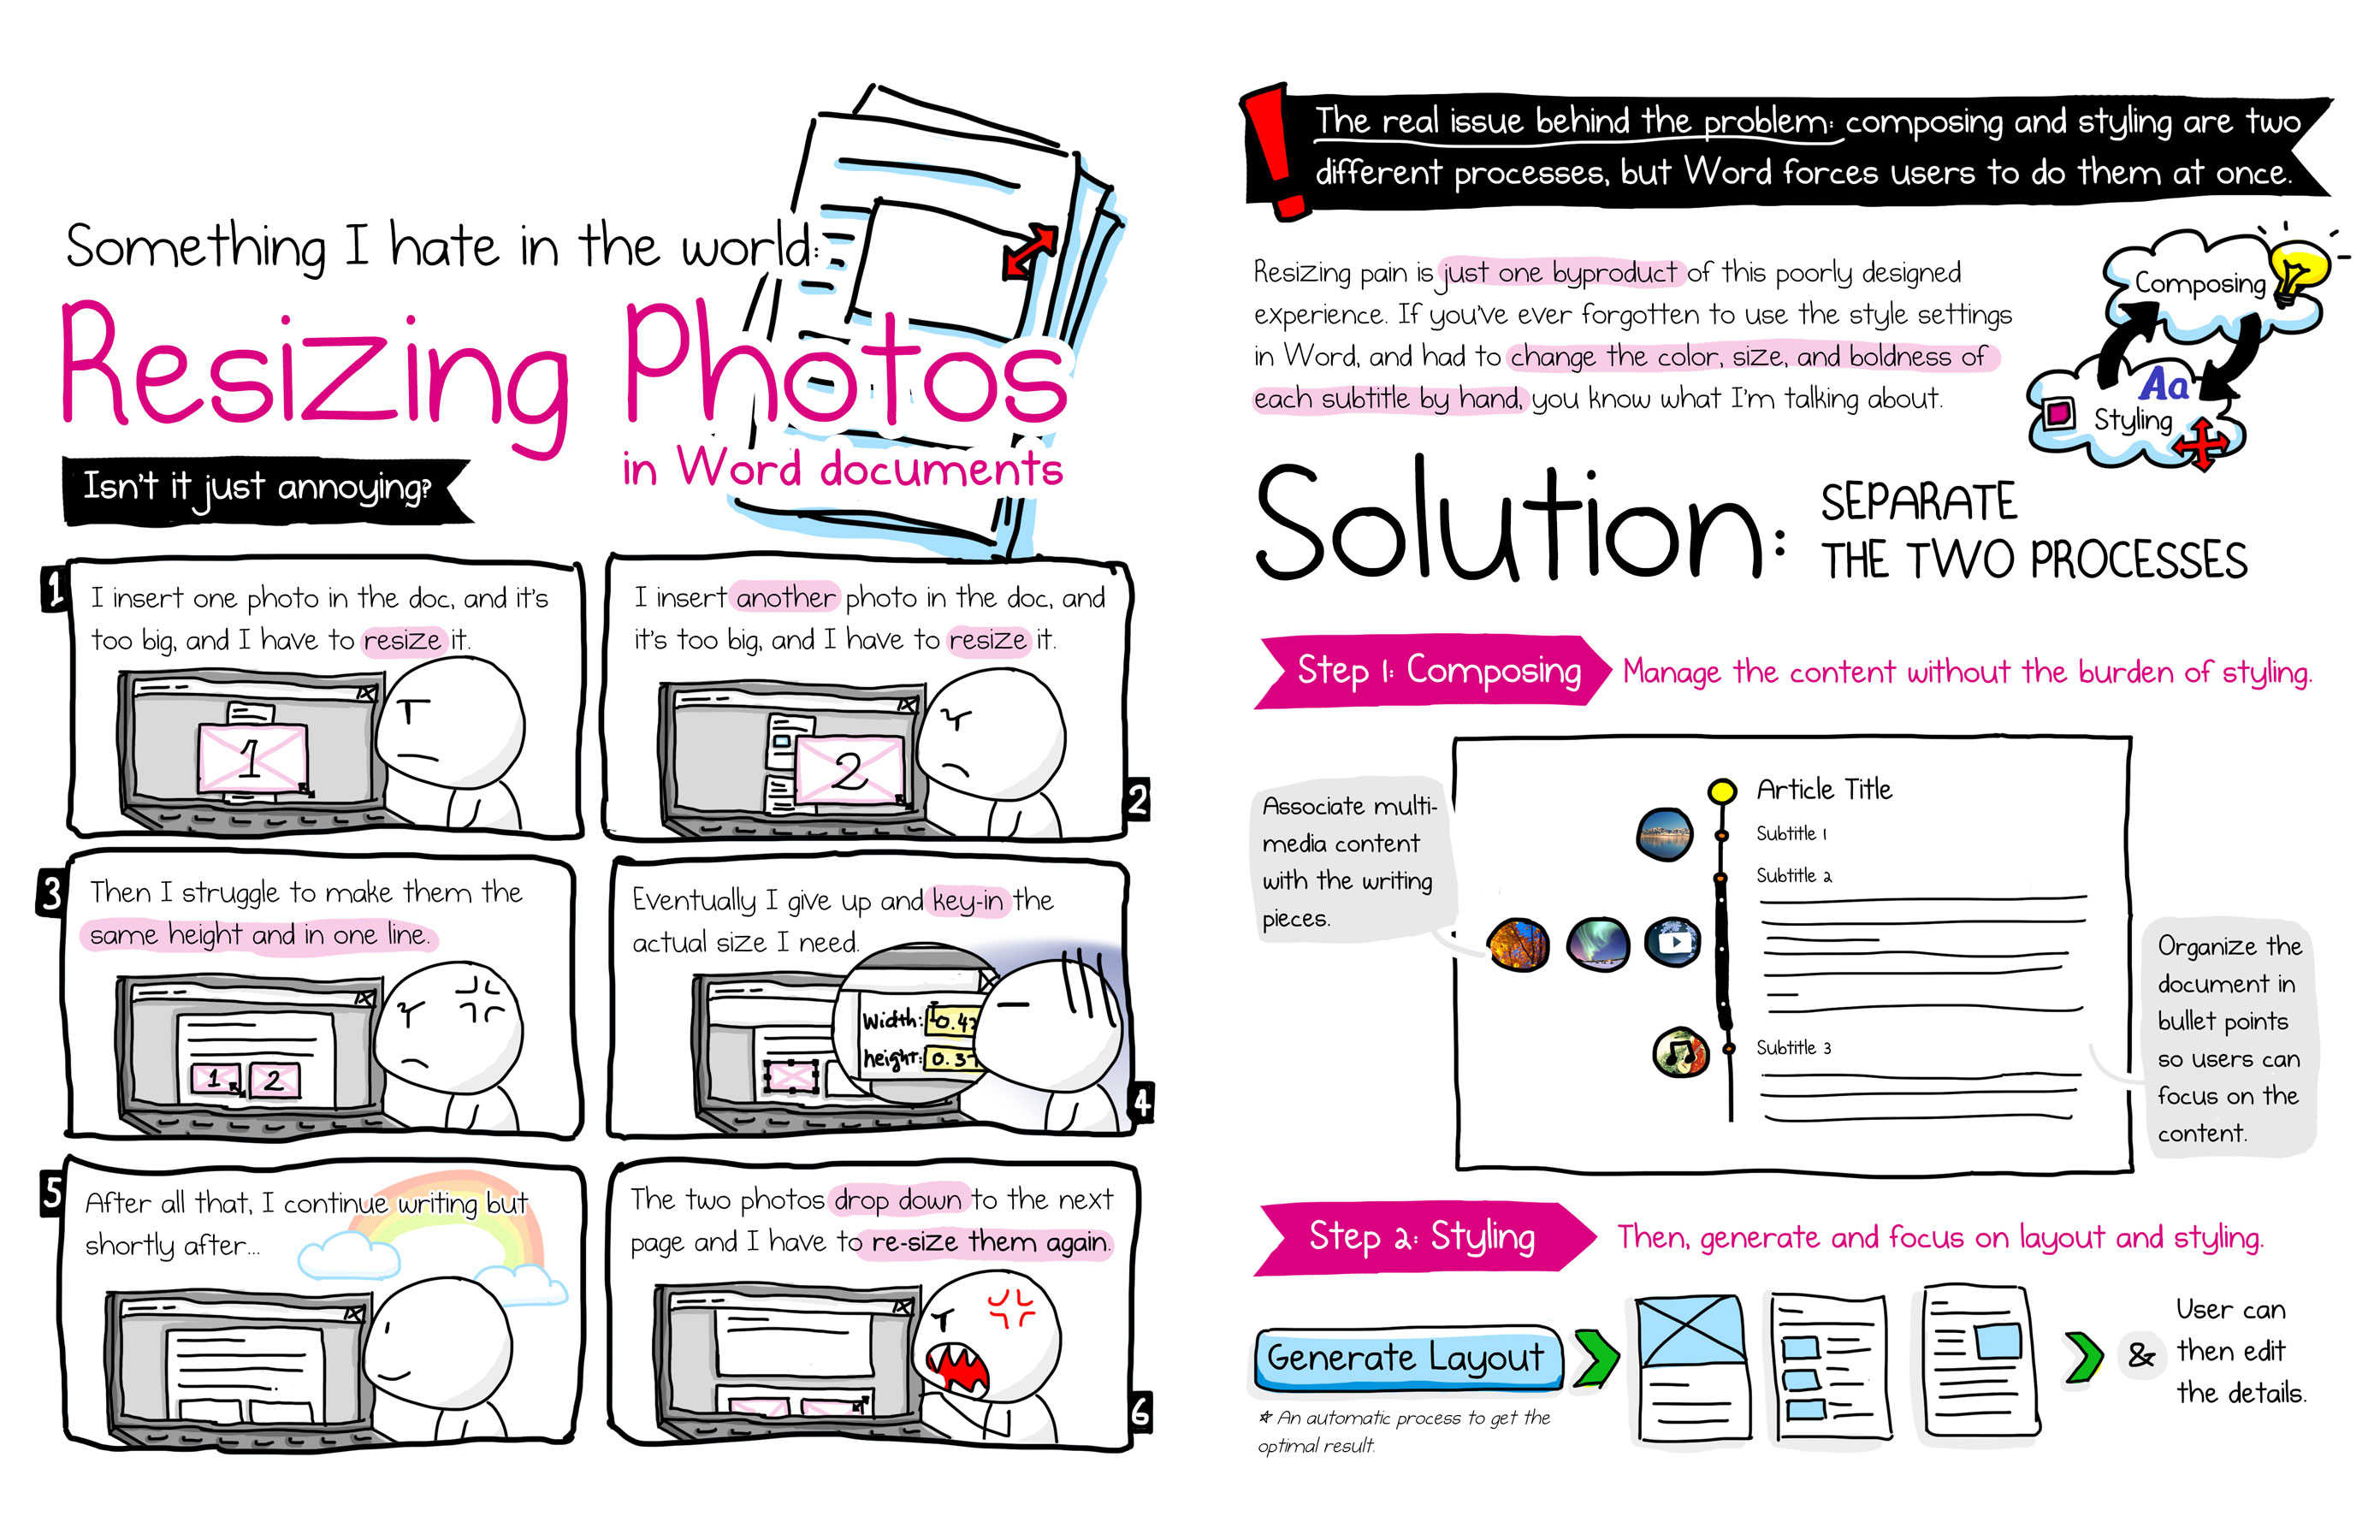 Something I hate in the world:
Resizing Photos
in Word documents
Isn't it just annoying?
1
I insert one photo in the doc, and it's
too big, and I have to resize it.
1
I insert another photo in the doc, and
it's too big, and I have to resize it.
2
2
3
Then I struggle to make them the
same height and in one line.
1 2
Eventually I give up and key-in the
actual size I need.
Width: 0.42
height: 0.37
4
5
After all that, I continue writing but
shortly after...
The two photos drop down to the next
page and I have to re-size them again.
6
! The real issue behind the problem: composing and styling are two
different processes, but Word forces users to do them at once.
Resizing pain is just one byproduct of this poorly designed
experience. If you've ever forgotten to use the style settings
in Word, and had to change the color, size, and boldness of
each subtitle by hand, you know what I'm talking about.
Composing
Aa
Styling
Solution: SEPARATE
THE TWO PROCESSES
Step 1: Composing Manage the content without the burden of styling.
Associate multi-
media content
with the writing
pieces.
Article Title
Subtitle 1
Subtitle 2
Subtitle 3
Organize the
document in
bullet points
so users can
focus on the
content.
Step 2: Styling Then, generate and focus on layout and styling.
Generate Layout
* An automatic process to get the
optimal result.
& User can
then edit
the details.